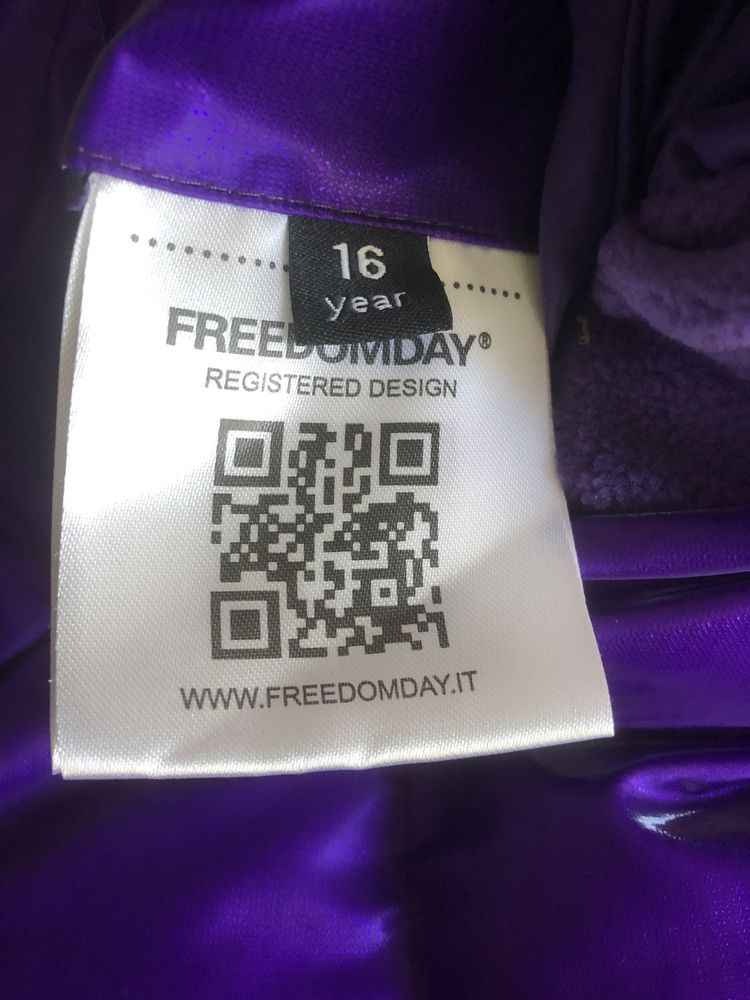 16
year
FREEDOMDAY®
REGISTERED DESIGN
WWW.FREEDOMDAY.IT